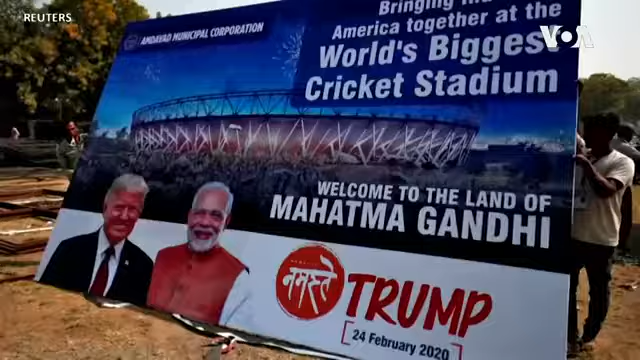 REUTERS
VOA
AMDAVAD MUNICIPAL CORPORATION
Bringing
America together at the
World's Biggest
Cricket Stadium
WELCOME TO THE LAND OF
MAHATMA GANDHI
नमस्ते
TRUMP
[24 February 2020]